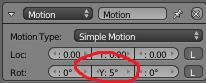 Motion Motion
Motion Type: Simple Motion
Loc: : 0.00 Y: 0.00 : 0.00 L
Rot: : 0° Y: 5° : 0° L